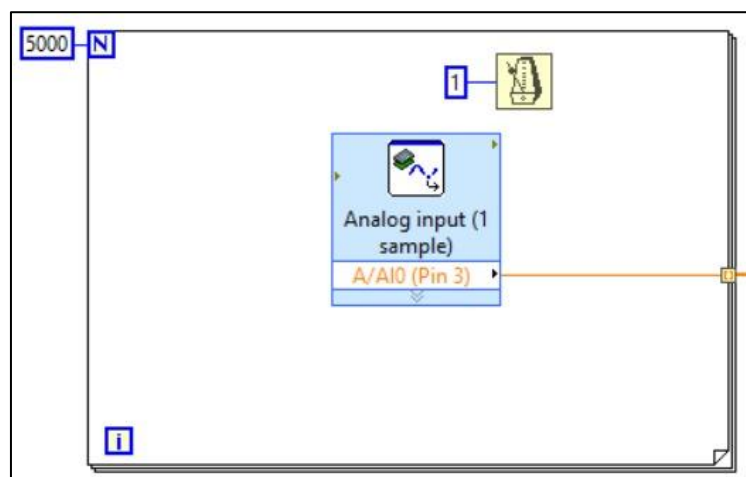 5000
N
1
Analog input (1
sample)
A/AI0 (Pin 3)
i